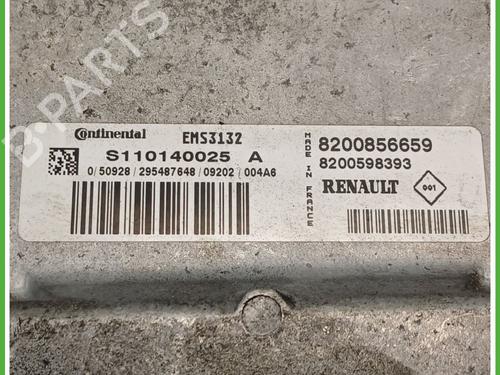 Continental EMS3132
S110140025 A
0/50928/295487648/09202 004A6
MADE IN FRANCE
8200856659
8200598393
RENAULT 001
B-PARTS